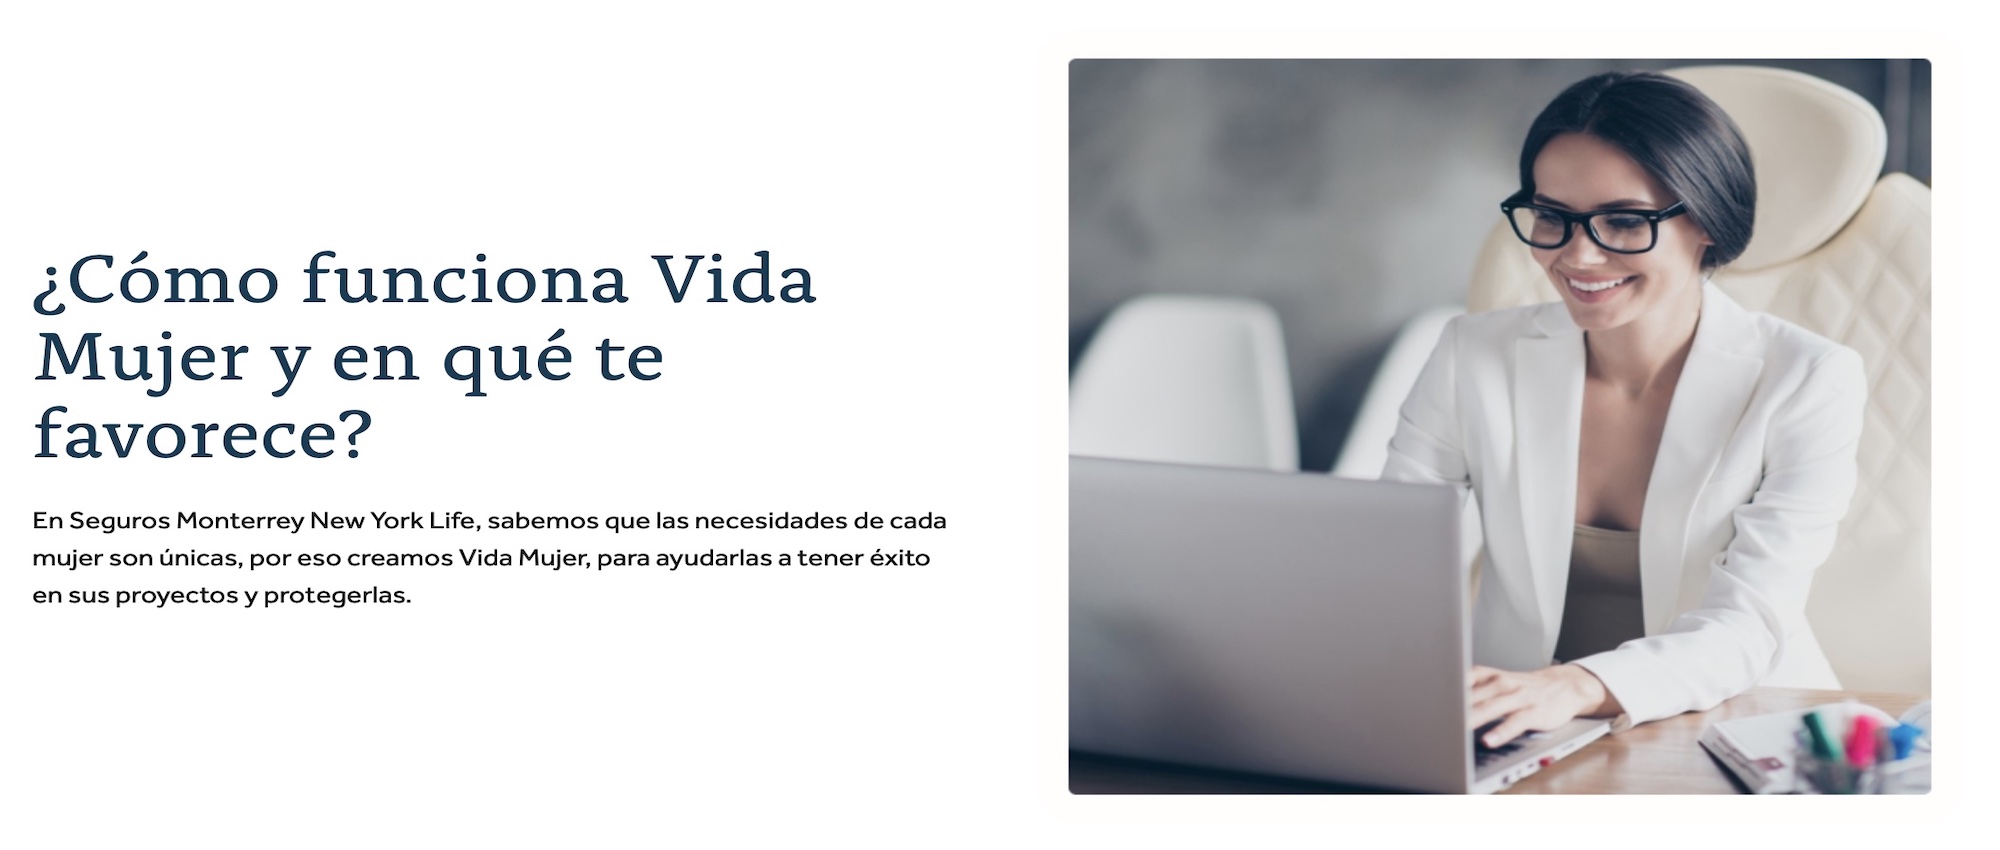 ¿Cómo funciona Vida
Mujer y en qué te
favorece?
En Seguros Monterrey New York Life, sabemos que las necesidades de cada
mujer son únicas, por eso creamos Vida Mujer, para ayudarlas a tener éxito
en sus proyectos y protegerlas.